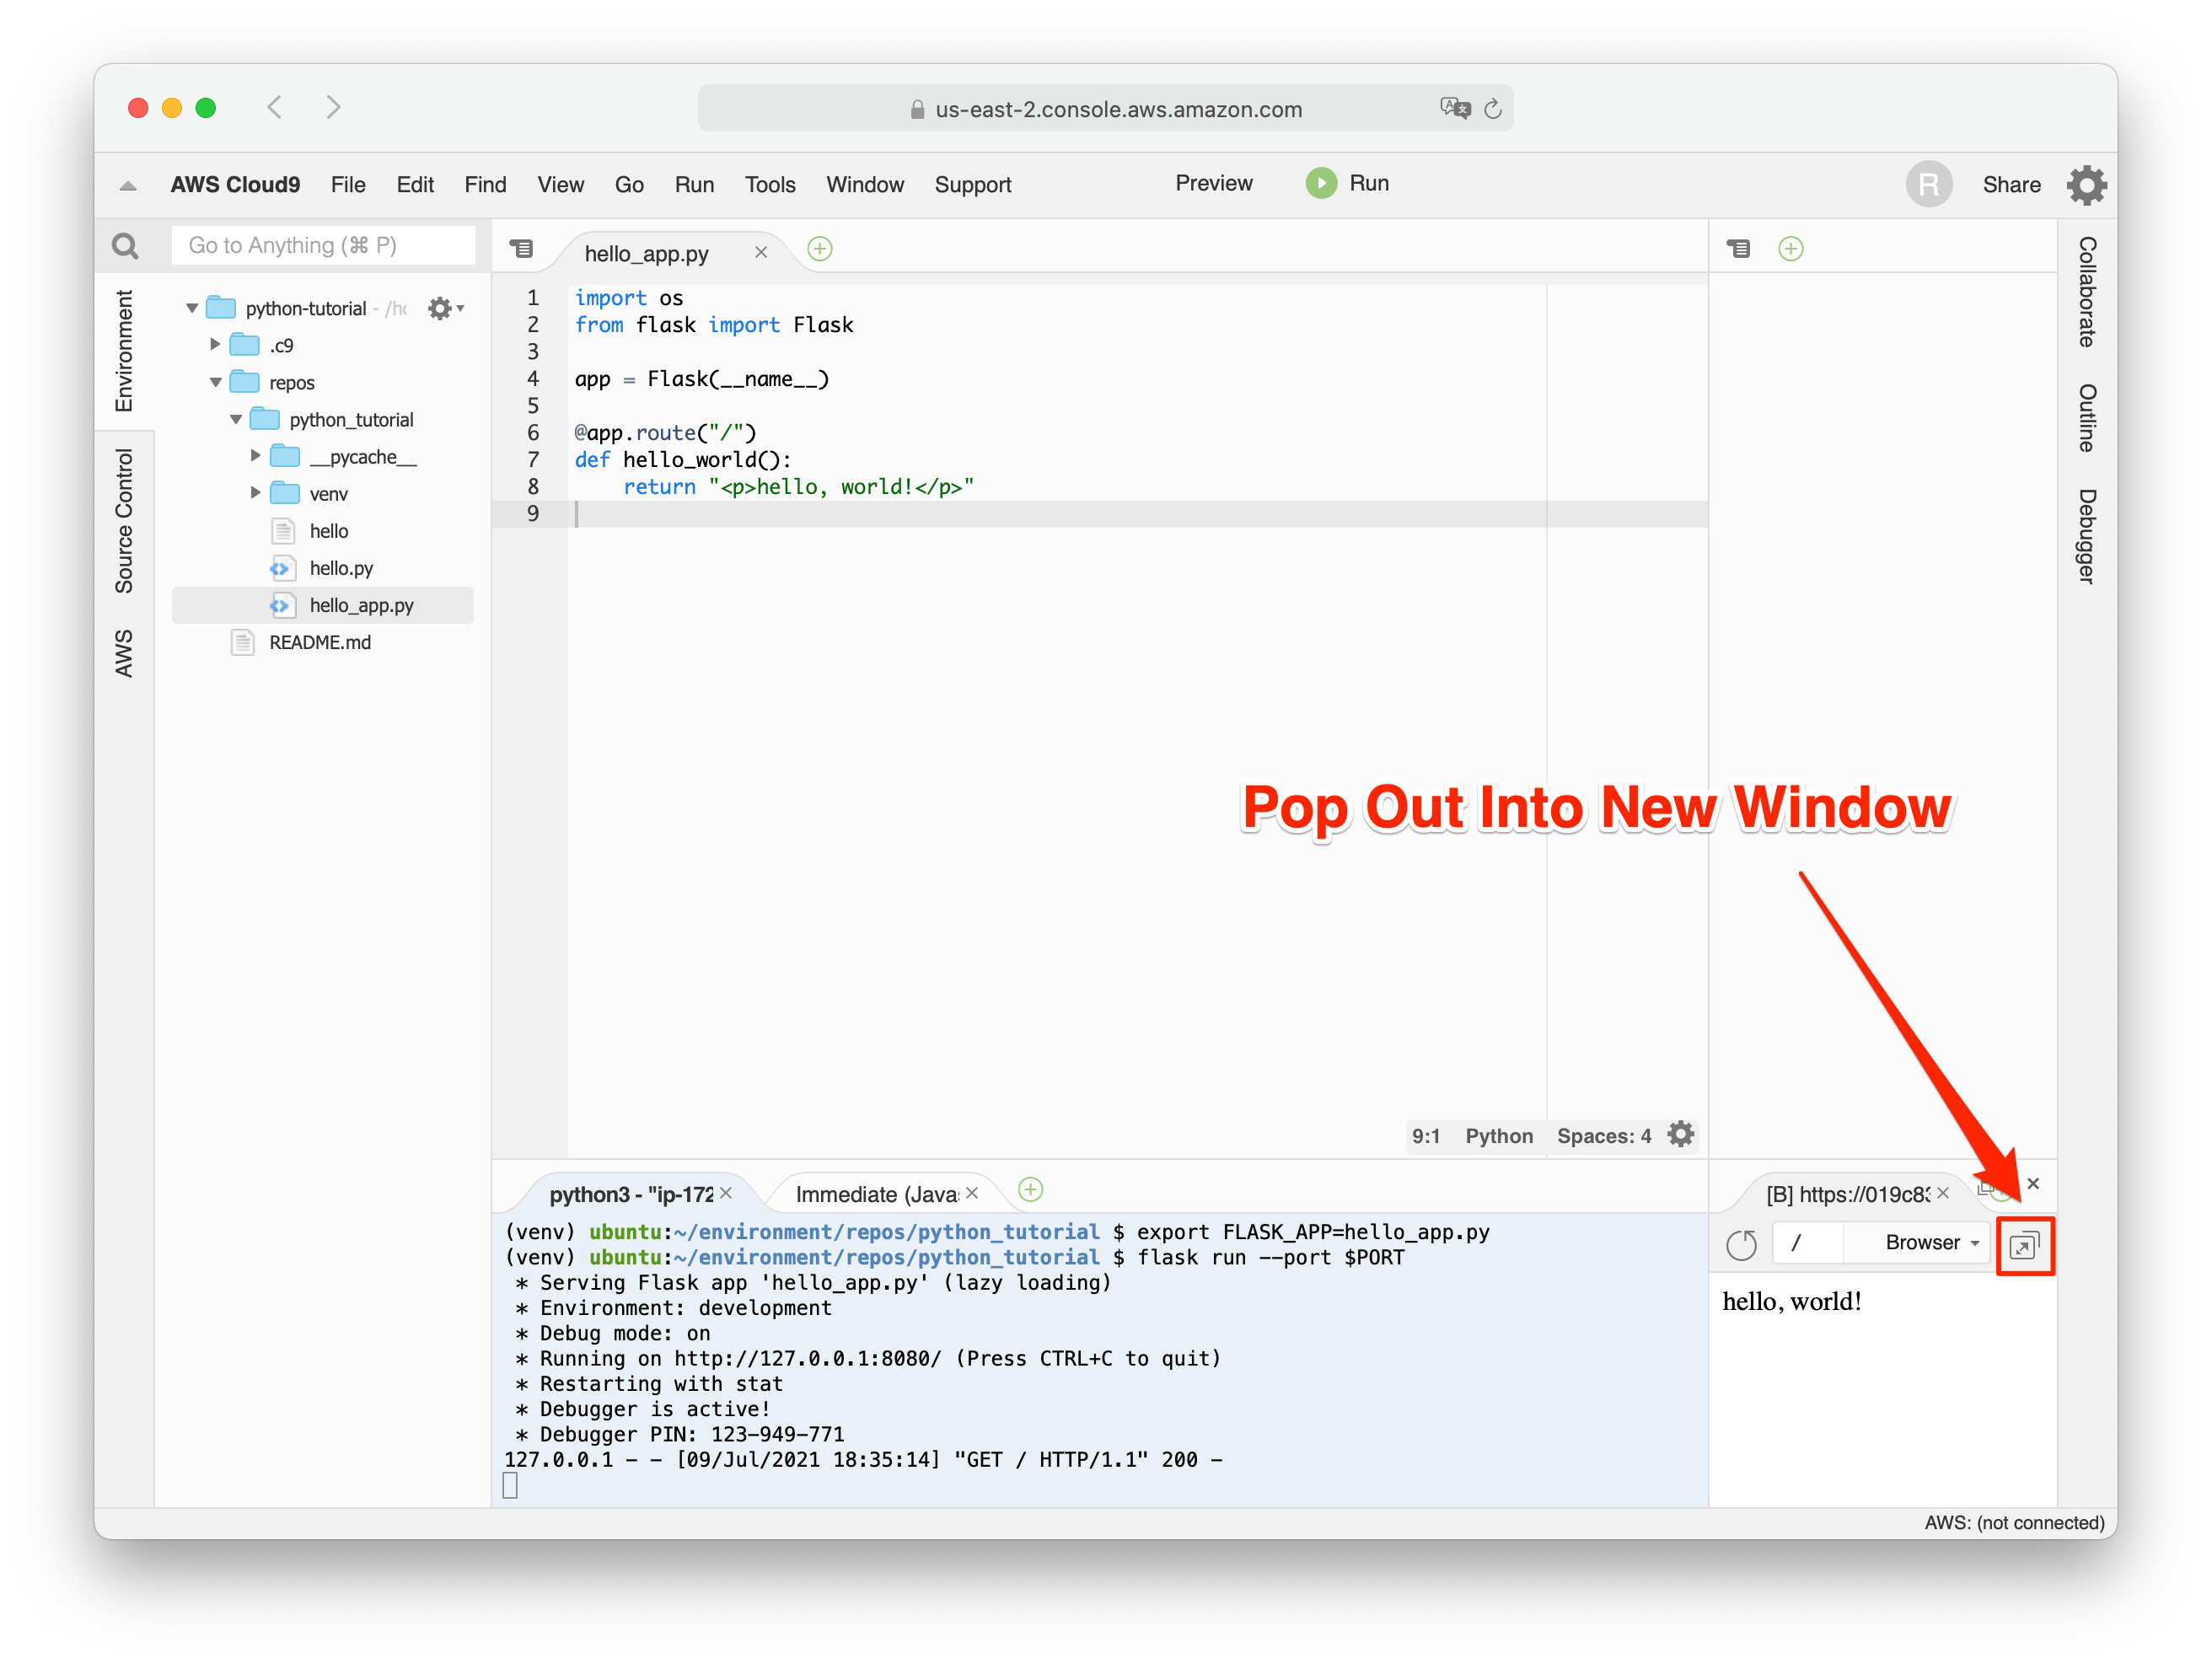 us-east-2.console.aws.amazon.com
AWS Cloud9 File Edit Find View Go Run Tools Window Support Preview Run R Share
Go to Anything (⌘ P)
Environment
Source Control
AWS
python-tutorial - /h
.c9
repos
python_tutorial
__pycache__
venv
hello
hello.py
hello_app.py
README.md
hello_app.py
1 import os
2 from flask import Flask
3
4 app = Flask(__name__)
5
6 @app.route("/")
7 def hello_world():
8     return "<p>hello, world!</p>"
9
Collaborate
Outline
Debugger
Pop Out Into New Window
9:1 Python Spaces: 4
python3 - "ip-172
Immediate (Java
(venv) ubuntu:~/environment/repos/python_tutorial $ export FLASK_APP=hello_app.py
(venv) ubuntu:~/environment/repos/python_tutorial $ flask run --port $PORT
 * Serving Flask app 'hello_app.py' (lazy loading)
 * Environment: development
 * Debug mode: on
 * Running on http://127.0.0.1:8080/ (Press CTRL+C to quit)
 * Restarting with stat
 * Debugger is active!
 * Debugger PIN: 123-949-771
127.0.0.1 - - [09/Jul/2021 18:35:14] "GET / HTTP/1.1" 200 -
[B] https://019c8
/ Browser
hello, world!
AWS: (not connected)